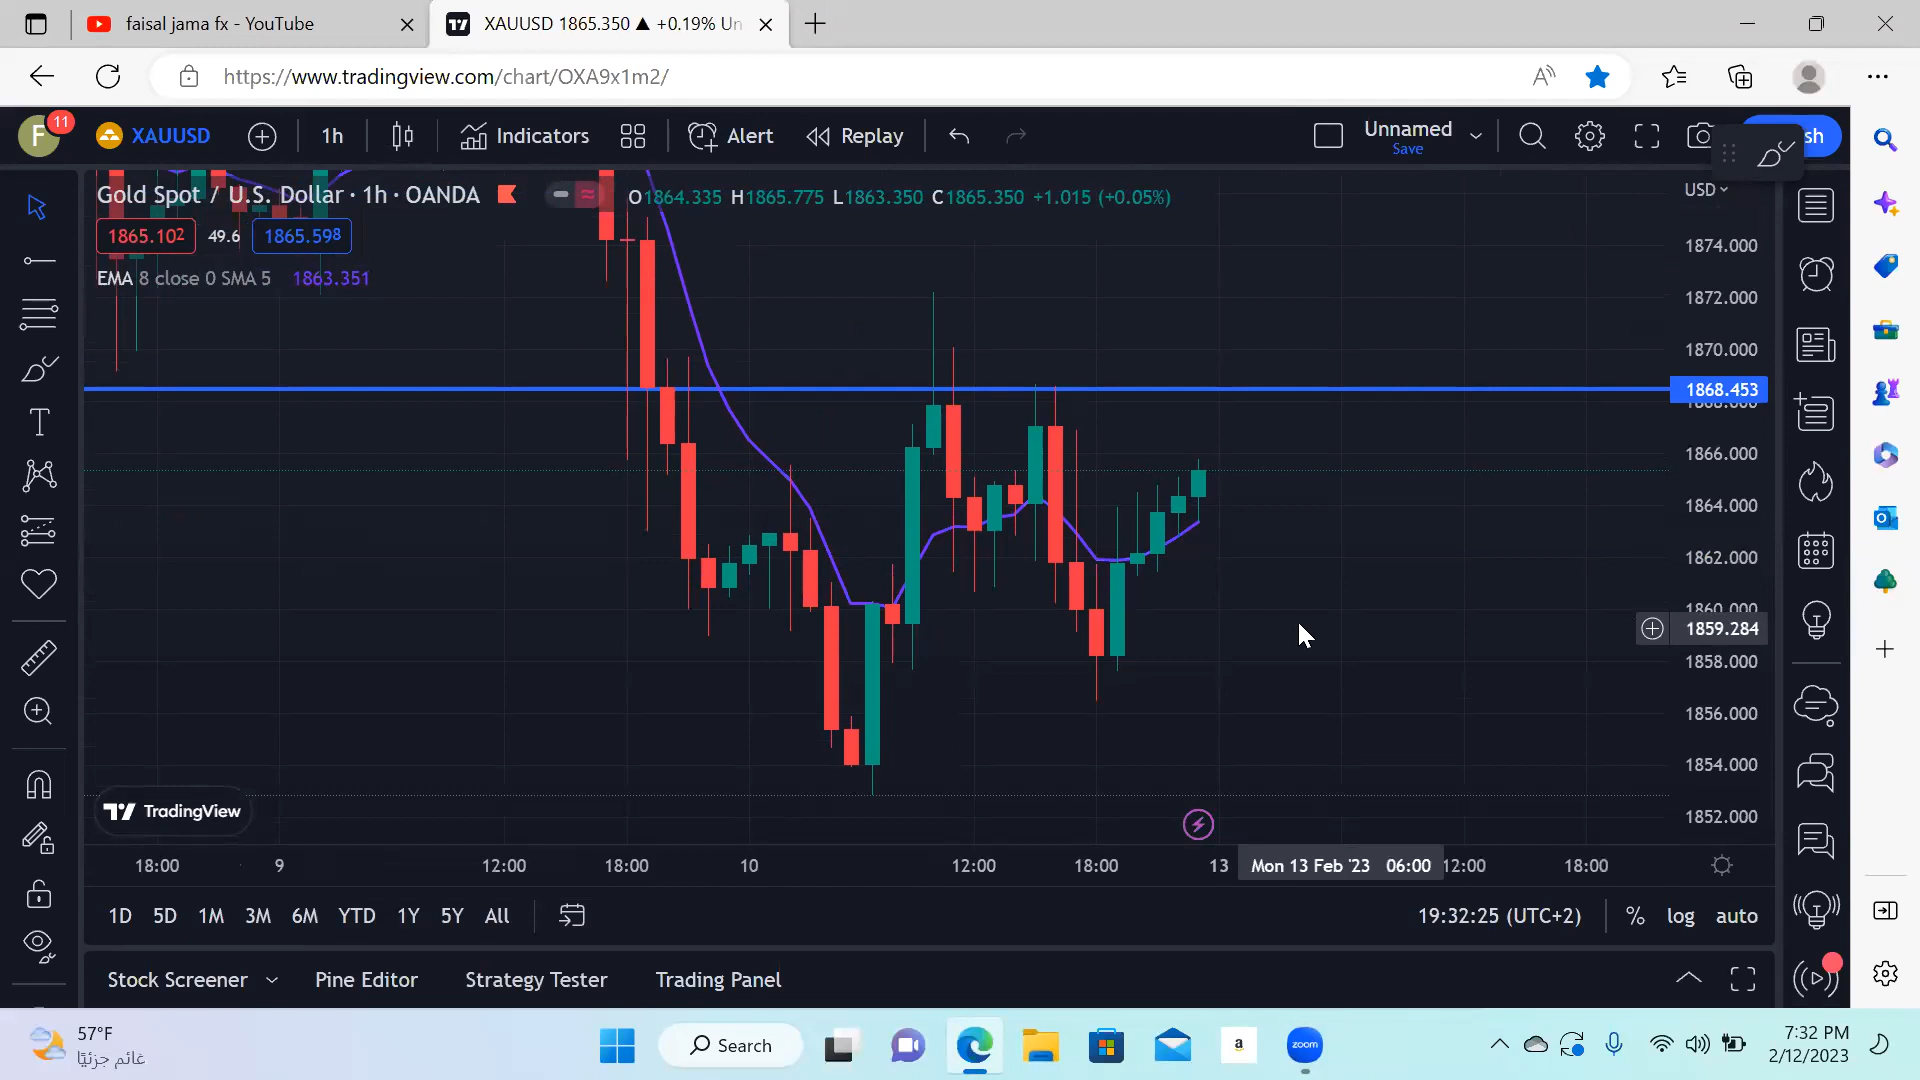 faisal jama fx - YouTube
XAUUSD 1865.350 ▲ +0.19% Un
https://www.tradingview.com/chart/OXA9x1m2/
F
11
XAUUSD
1h
Indicators
Alert
Replay
Unnamed
Save
sh
Gold Spot / U.S. Dollar · 1h · OANDA
O1864.335 H1865.775 L1863.350 C1865.350 +1.015 (+0.05%)
USD
1865.102
49.6
1865.598
EMA 8 close 0 SMA 5 1863.351
1874.000
1872.000
1870.000
1868.453
1868.000
1866.000
1864.000
1862.000
1860.000
1859.284
1858.000
1856.000
1854.000
1852.000
TradingView
18:00
9
12:00
18:00
10
12:00
18:00
13
Mon 13 Feb '23 06:00
12:00
18:00
1D 5D 1M 3M 6M YTD 1Y 5Y All
19:32:25 (UTC+2)
% log auto
Stock Screener
Pine Editor
Strategy Tester
Trading Panel
57°F
غائم جزئيًا
Search
a
zoom
7:32 PM
2/12/2023